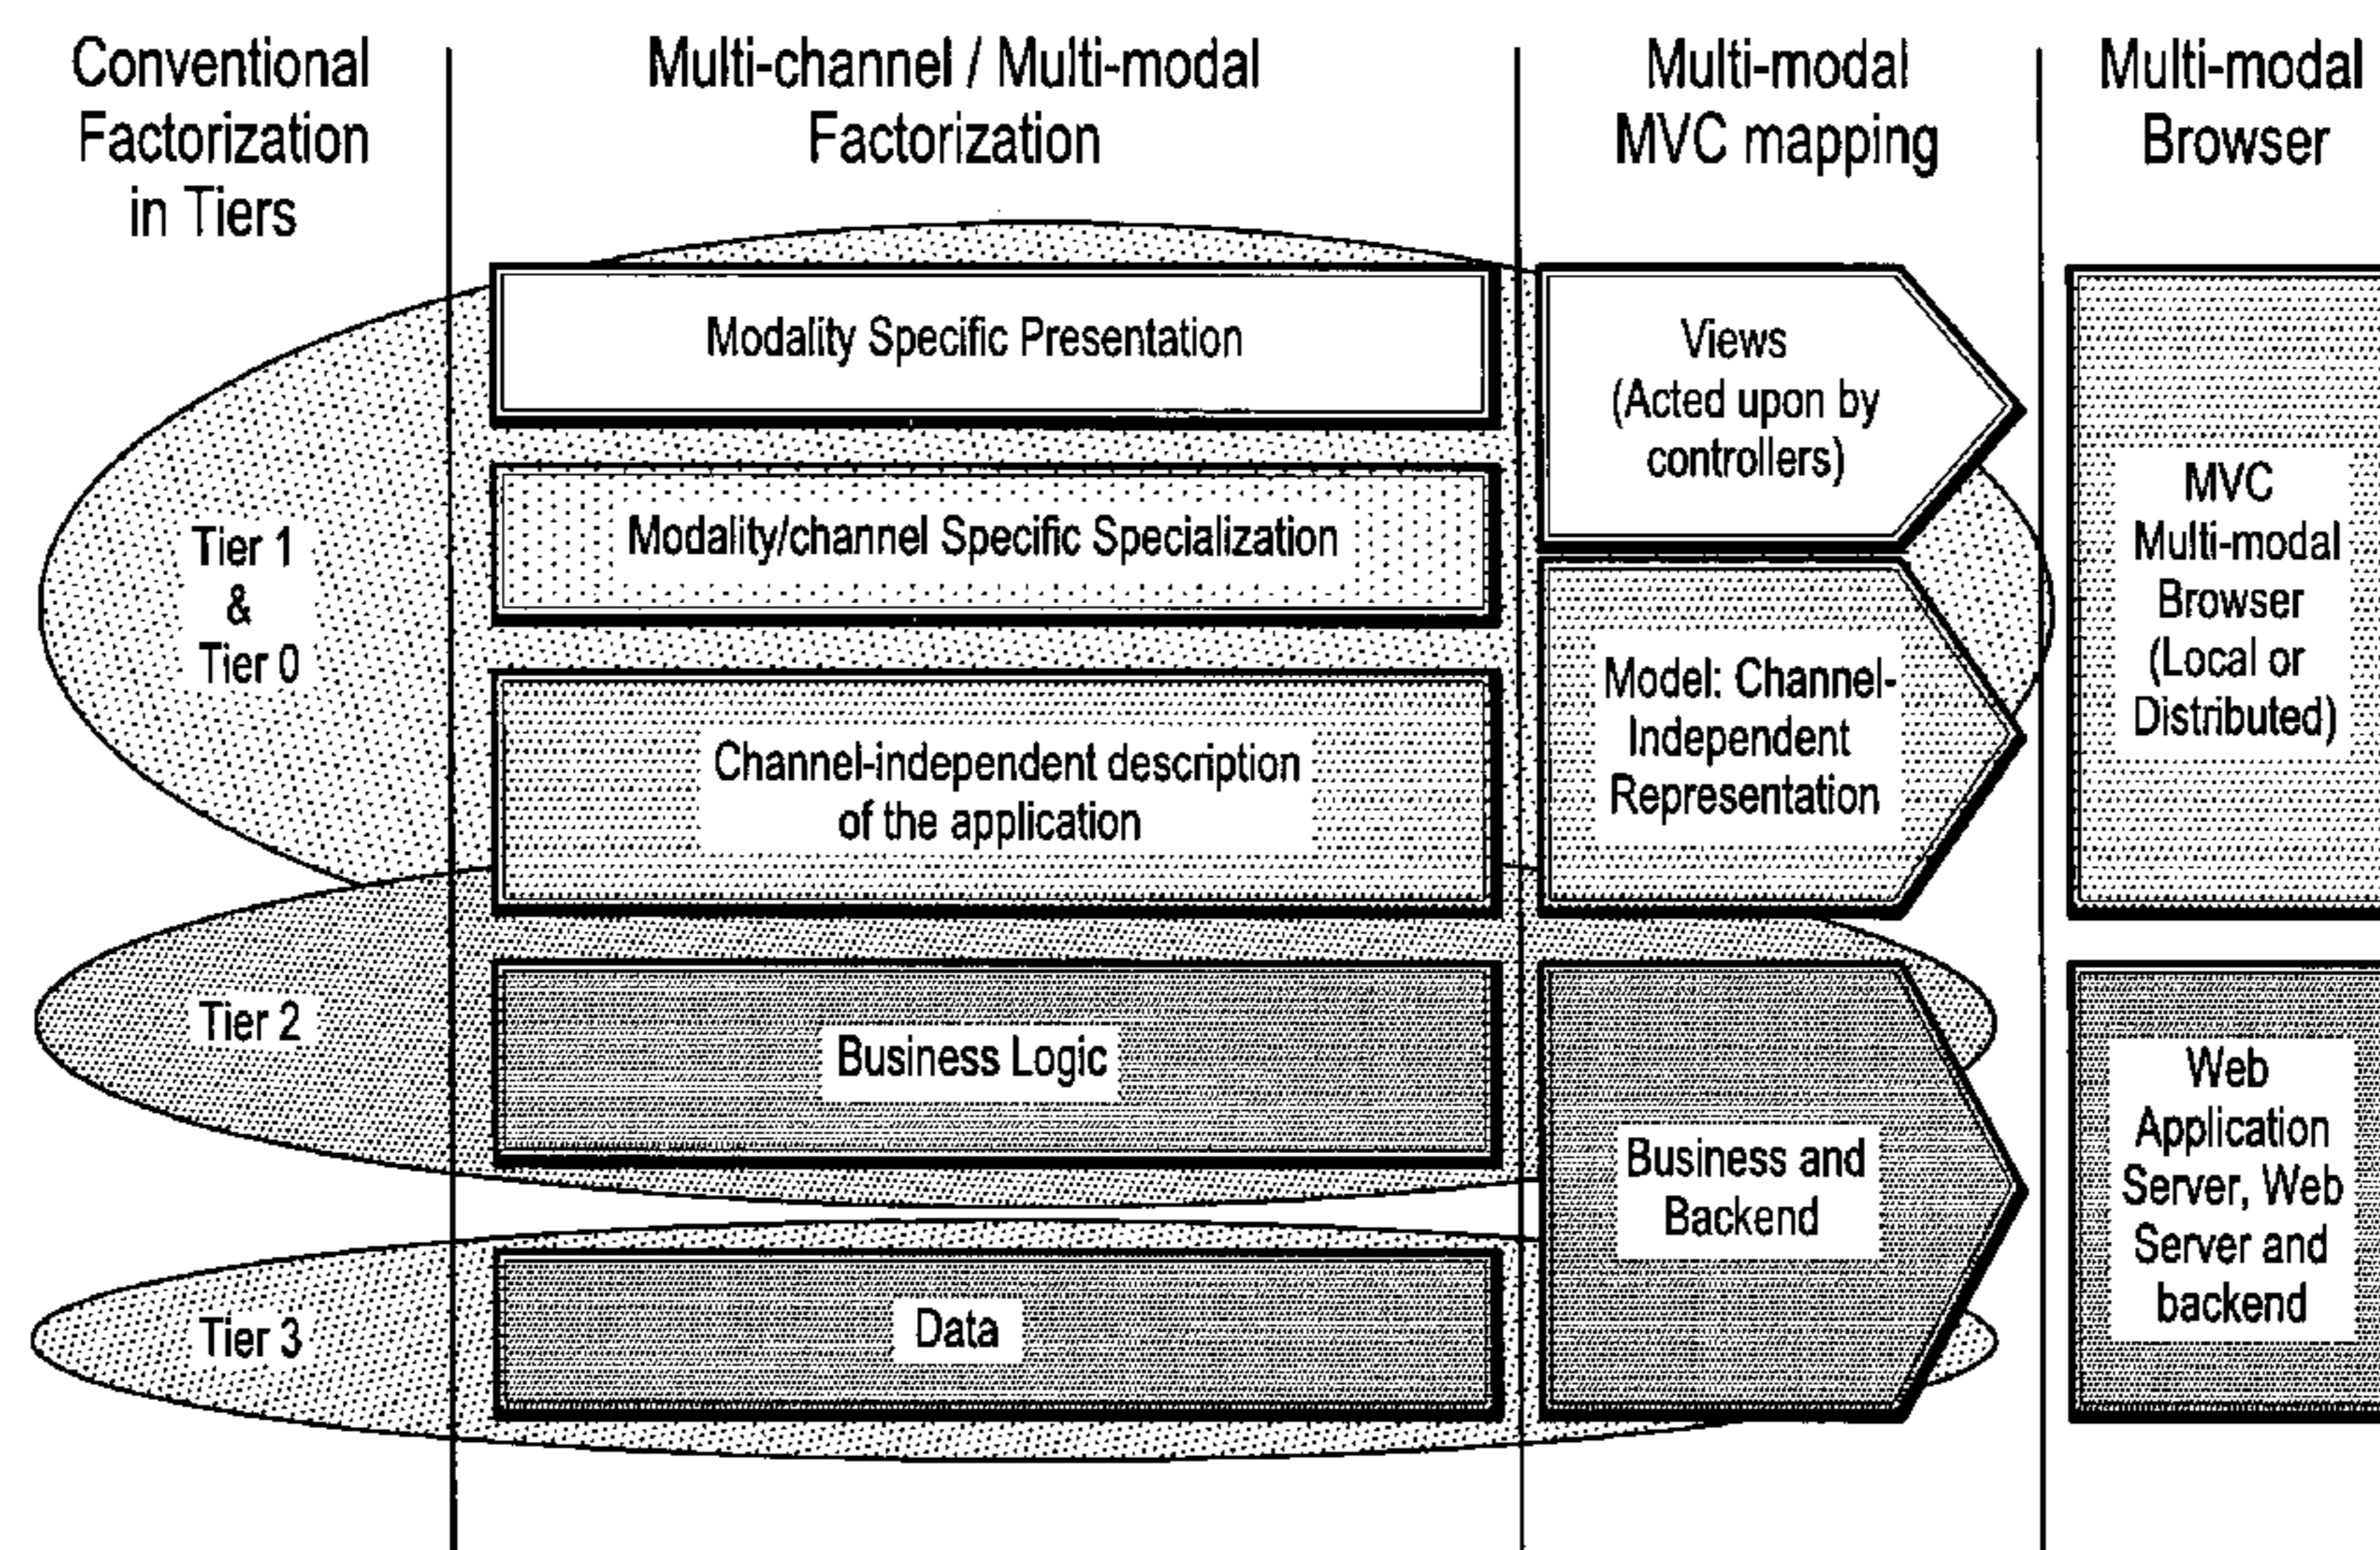 Conventional
Factorization
in Tiers
Multi-channel / Multi-modal
Factorization
Multi-modal
MVC mapping
Multi-modal
Browser
Tier 1
&
Tier 0
Tier 2
Tier 3
Modality Specific Presentation
Modality/channel Specific Specialization
Channel-independent description
of the application
Business Logic
Data
Views
(Acted upon by
controllers)
Model: Channel-
Independent
Representation
Business and
Backend
MVC
Multi-modal
Browser
(Local or
Distributed)
Web
Application
Server, Web
Server and
backend